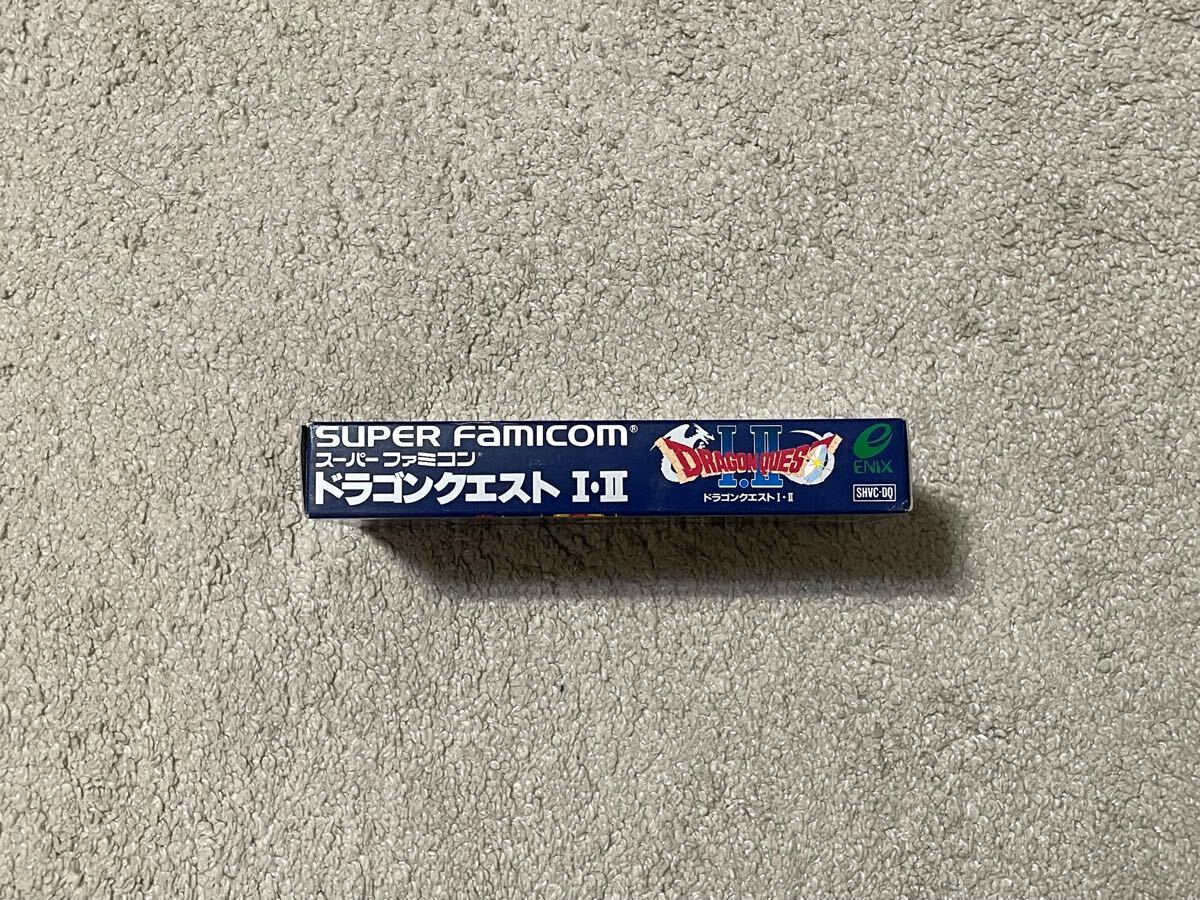 SUPER FAMICOM®
スーパーファミコン®
ドラゴンクエスト I・II
I・II
DRAGON QUEST
ドラゴンクエスト I・II
ENIX
SHVC-DQ